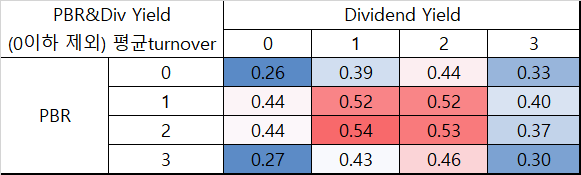 PBR&Div Yield Dividend Yield
(0이하 제외) 평균turnover 0 1 2 3
PBR 0 0.26 0.39 0.44 0.33
1 0.44 0.52 0.52 0.40
2 0.44 0.54 0.53 0.37
3 0.27 0.43 0.46 0.30